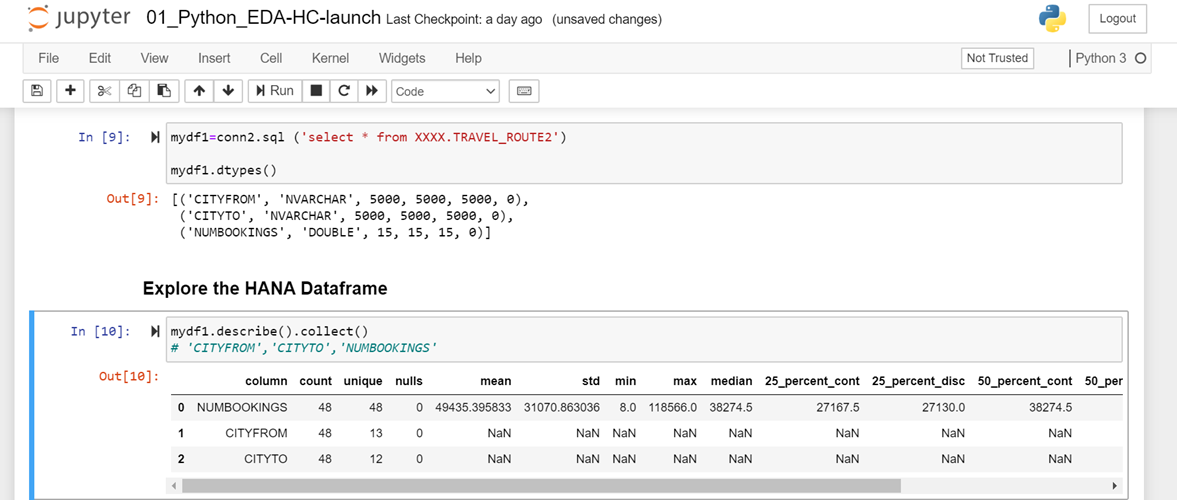 jupyter 01_Python_EDA-HC-launch Last Checkpoint: a day ago (unsaved changes) Logout
File Edit View Insert Cell Kernel Widgets Help Not Trusted Python 3
Run Code
In [9]: mydf1=conn2.sql ('select * from XXXX.TRAVEL_ROUTE2')
mydf1.dtypes()
Out[9]: [('CITYFROM', 'NVARCHAR', 5000, 5000, 5000, 0),
('CITYTO', 'NVARCHAR', 5000, 5000, 5000, 0),
('NUMBOOKINGS', 'DOUBLE', 15, 15, 15, 0)]
Explore the HANA Dataframe
In [10]: mydf1.describe().collect()
# 'CITYFROM','CITYTO','NUMBOOKINGS'
Out[10]:
column count unique nulls mean std min max median 25_percent_cont 25_percent_disc 50_percent_cont 50_per
0 NUMBOOKINGS 48 48 0 49435.395833 31070.863036 8.0 118566.0 38274.5 27167.5 27130.0 38274.5
1 CITYFROM 48 13 0 NaN NaN NaN NaN NaN NaN NaN NaN
2 CITYTO 48 12 0 NaN NaN NaN NaN NaN NaN NaN NaN